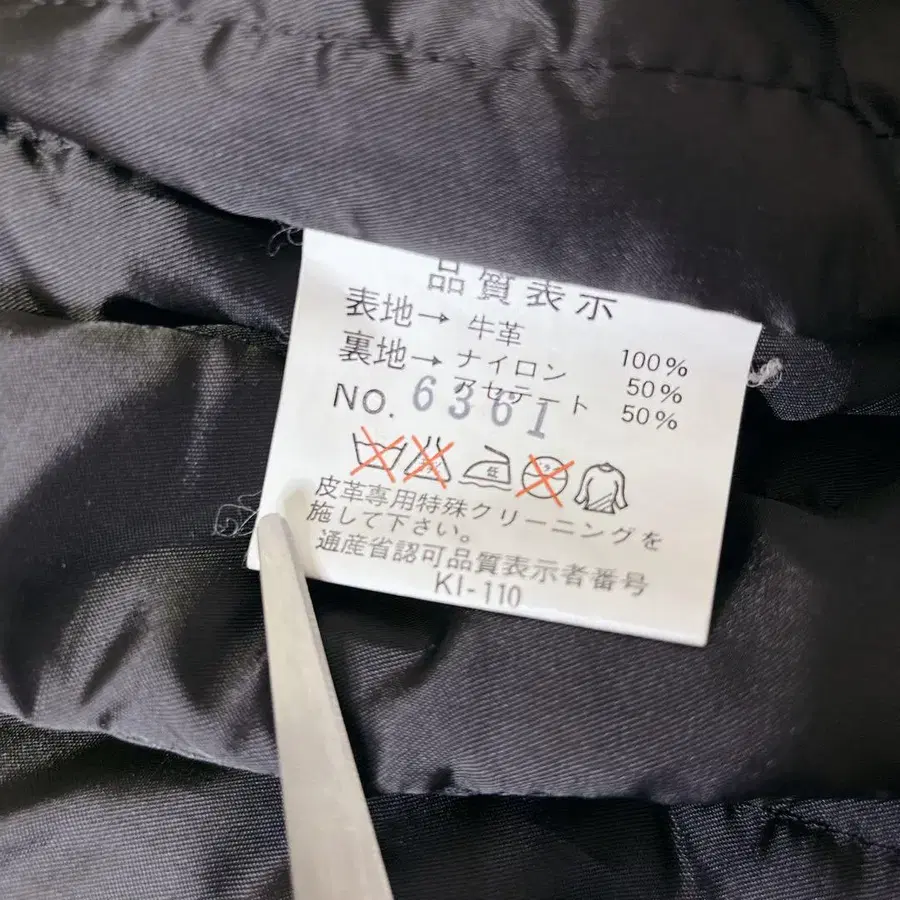 品質表示
表地→牛革 100%
裏地→ナイロン 50%
アセテート 50%
NO. 6361
皮革専用特殊クリーニングを
施して下さい。
通産省認可品質表示者番号
KI-110